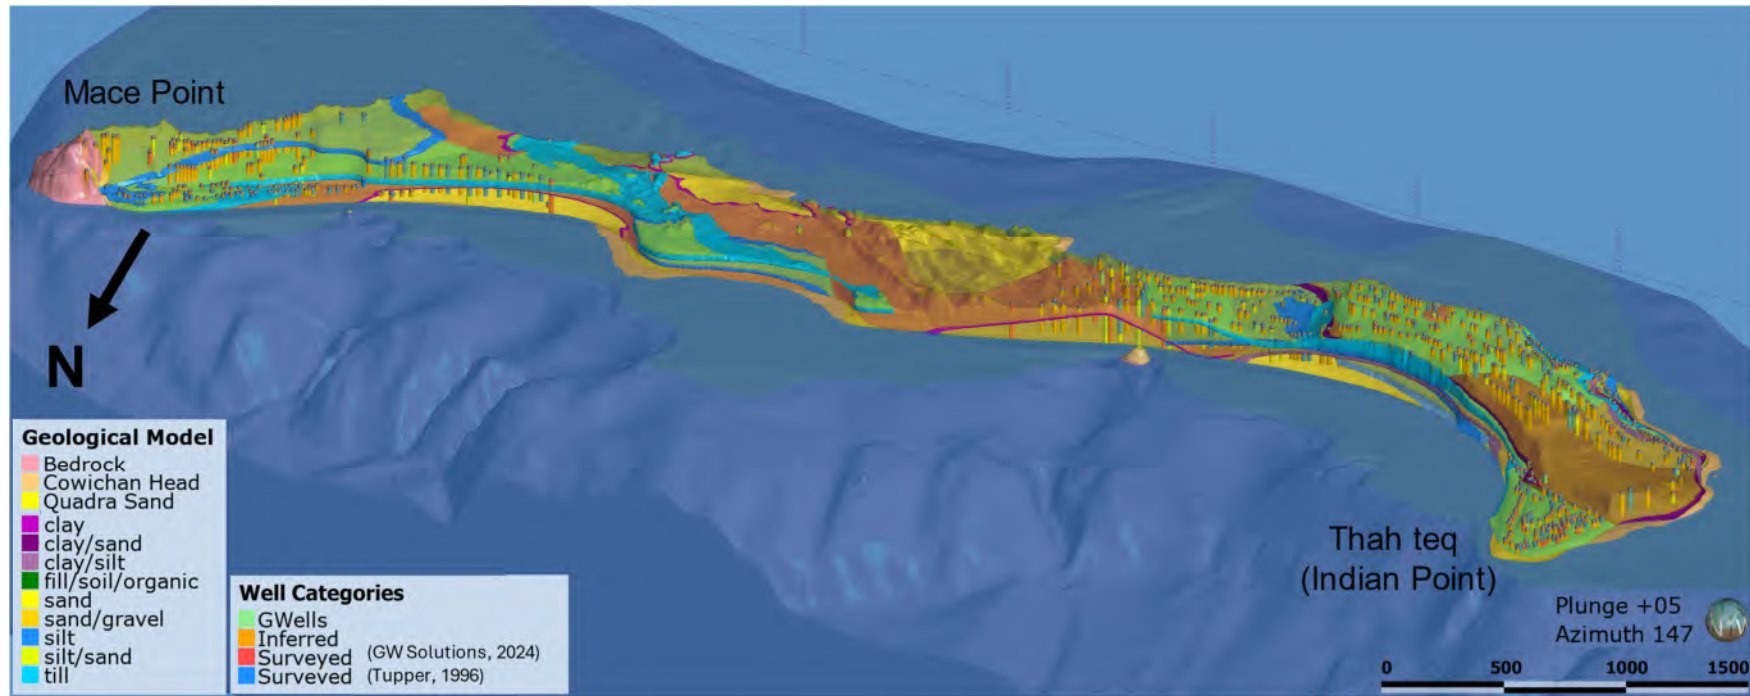 Mace Point
N
Geological Model
Bedrock
Cowichan Head
Quadra Sand
clay
clay/sand
clay/silt
fill/soil/organic
sand
sand/gravel
silt
silt/sand
till
Well Categories
GWells
Inferred
Surveyed (GW Solutions, 2024)
Surveved (Tupper, 1996)
Thah teq
(Indian Point)
Plunge +05
Azimuth 147
0 500 1000 1500